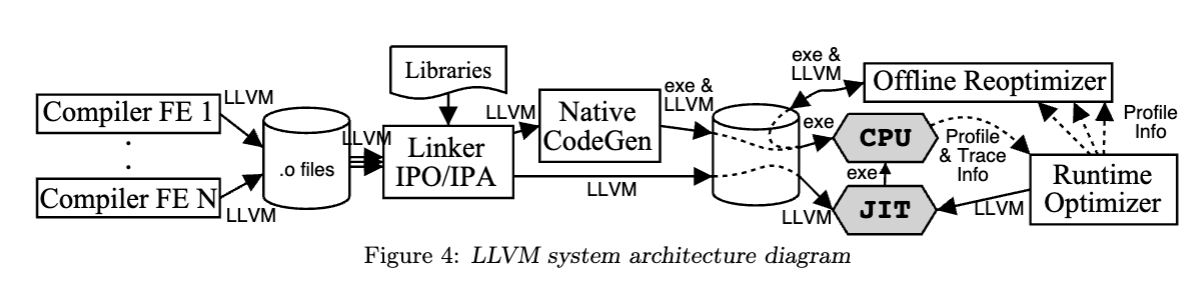 Compiler FE 1
LLVM
.
.
Compiler FE N
LLVM
.o files
LLVM
Libraries
Linker
IPO/IPA
LLVM
LLVM
Native
CodeGen
exe &
LLVM
exe &
LLVM
Offline Reoptimizer
exe
CPU
Profile
& Trace
Info
Profile
Info
exe
LLVM
JIT
LLVM
Runtime
Optimizer
Figure 4: LLVM system architecture diagram